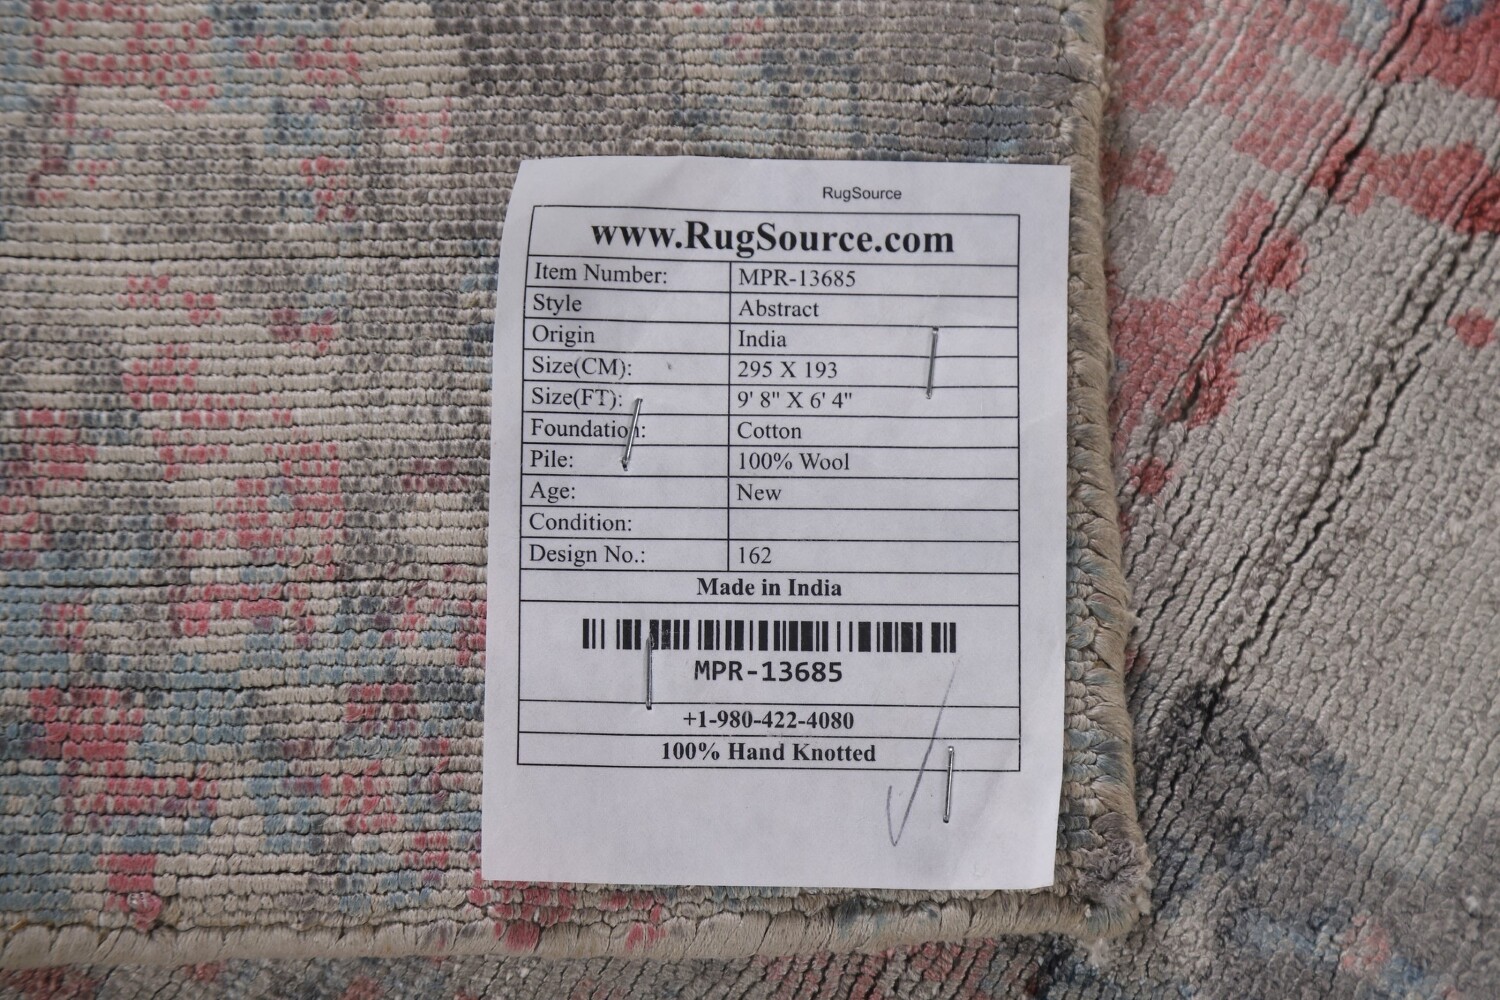 RugSource
www.RugSource.com
Item Number: MPR-13685
Style Abstract
Origin India
Size(CM): 295 X 193
Size(FT): 9' 8" X 6' 4"
Foundation: Cotton
Pile: 100% Wool
Age: New
Condition:
Design No.: 162
Made in India
MPR-13685
+1-980-422-4080
100% Hand Knotted